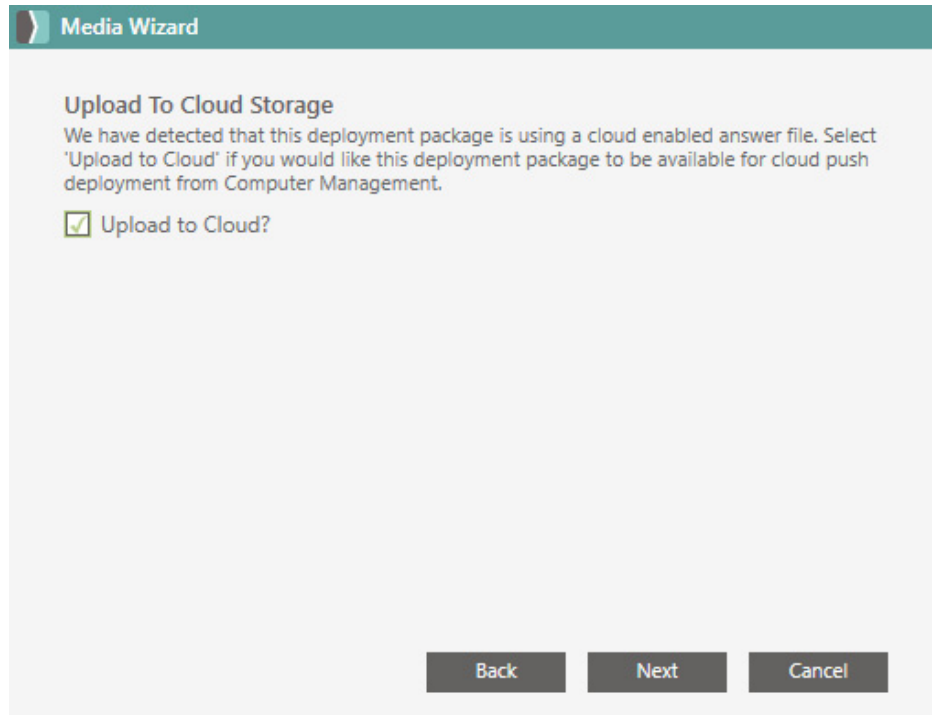 Media Wizard
Upload To Cloud Storage
We have detected that this deployment package is using a cloud enabled answer file. Select
'Upload to Cloud' if you would like this deployment package to be available for cloud push
deployment from Computer Management.
Upload to Cloud?
Back Next Cancel